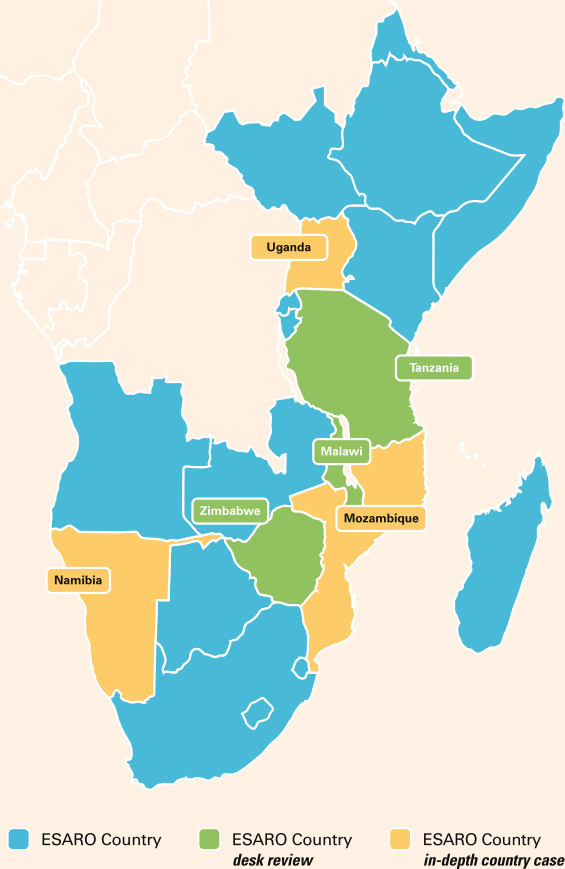 Uganda
Tanzania
Malawi
Zimbabwe
Mozambique
Namibia
ESARO Country
ESARO Country
desk review
ESARO Country
in-depth country case